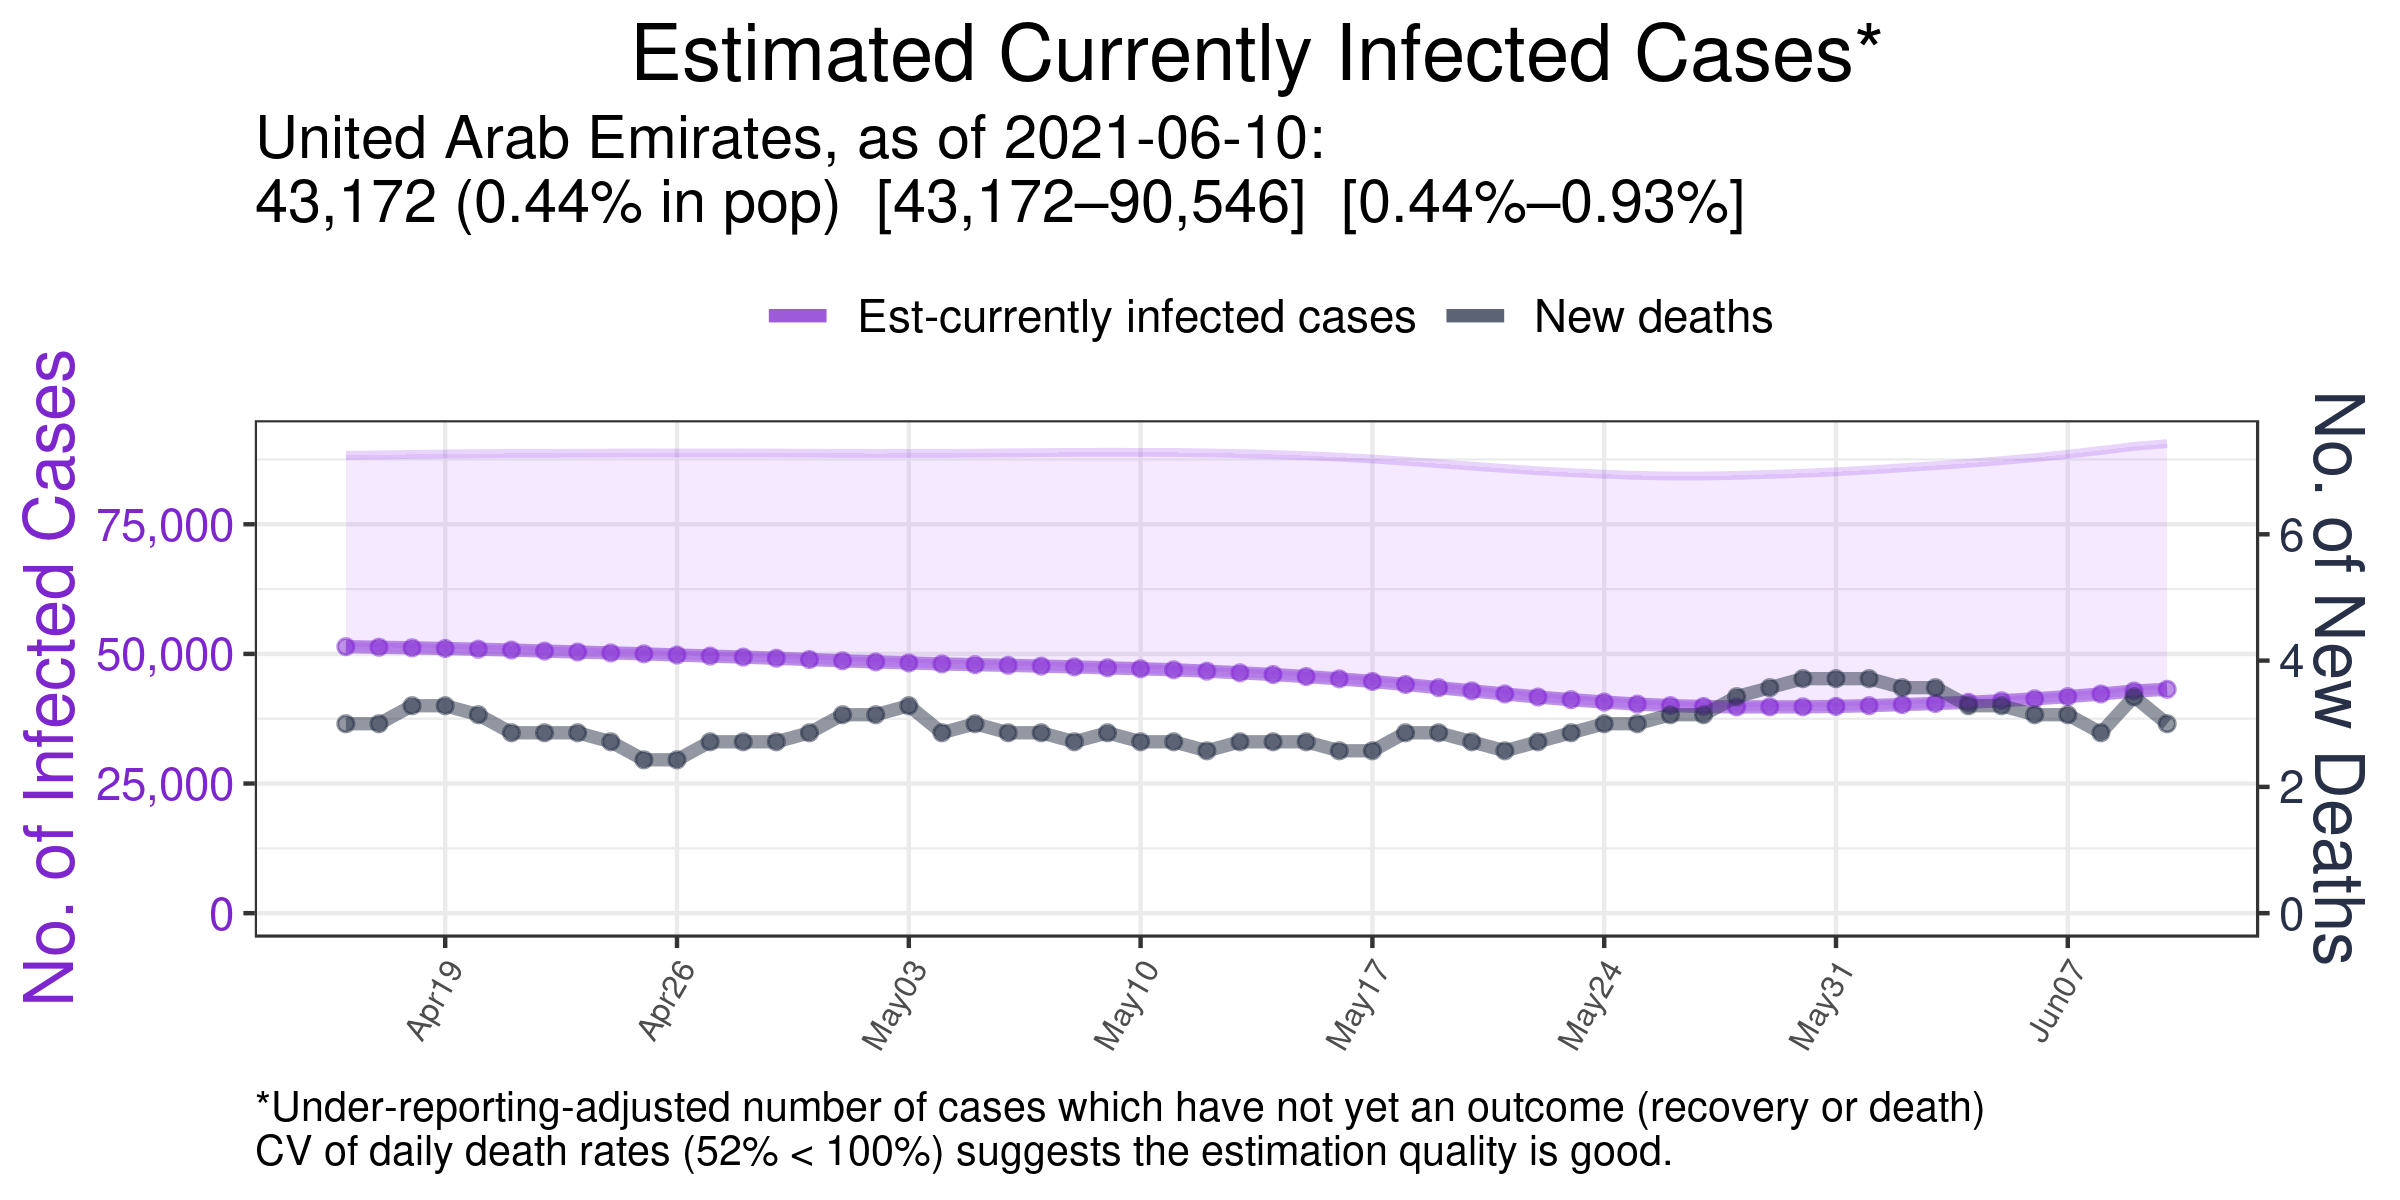 Estimated Currently Infected Cases*
United Arab Emirates, as of 2021-06-10:
43,172 (0.44% in pop)  [43,172–90,546]  [0.44%–0.93%]
Est-currently infected cases
New deaths
No. of Infected Cases
75,000
50,000
25,000
0
6
4
2
0
No. of New Deaths
Apr19
Apr26
May03
May10
May17
May24
May31
Jun07
*Under-reporting-adjusted number of cases which have not yet an outcome (recovery or death)
CV of daily death rates (52% < 100%) suggests the estimation quality is good.